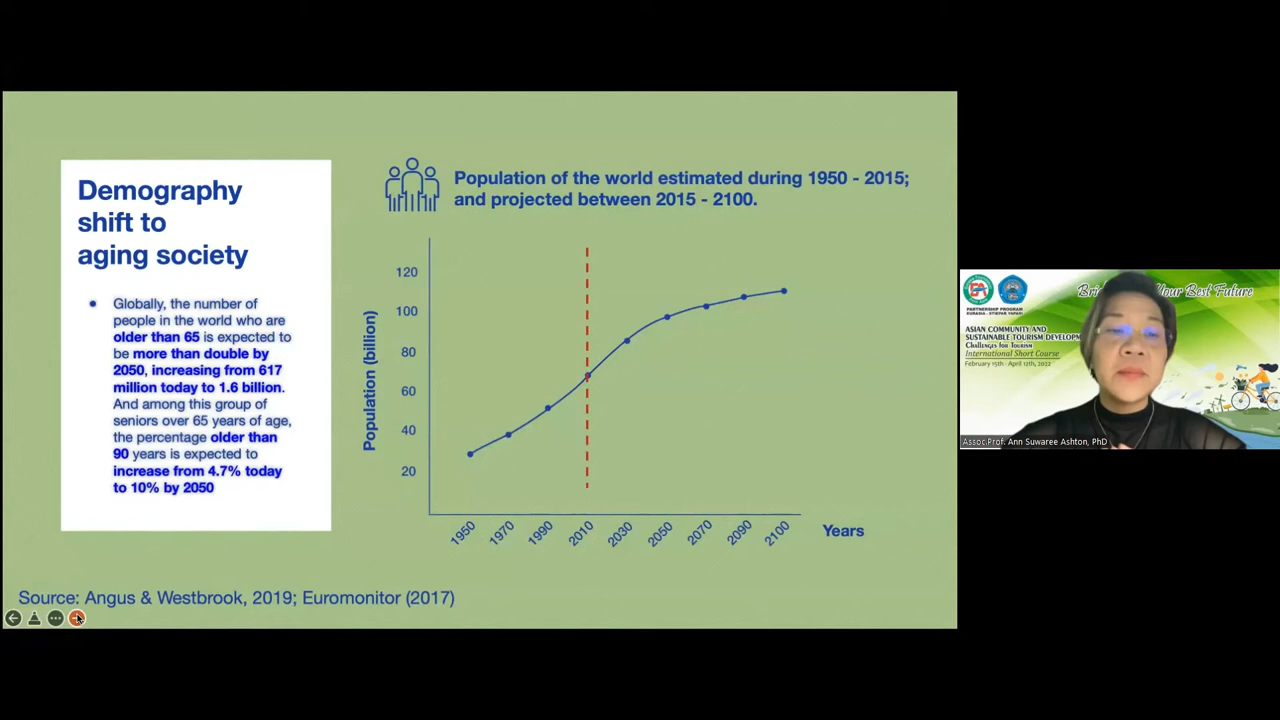 Demography
shift to
aging society
Globally, the number of
people in the world who are
older than 65 is expected to
be more than double by
2050, increasing from 617
million today to 1.6 billion.
And among this group of
seniors over 65 years of age,
the percentage older than
90 years is expected to
increase from 4.7% today
to 10% by 2050
Population of the world estimated during 1950 - 2015;
and projected between 2015 - 2100.
Population (billion)
120
100
80
60
40
20
1950
1970
1990
2010
2030
2050
2070
2090
2100
Years
Source: Angus & Westbrook, 2019; Euromonitor (2017)
PARTNERSHIP PROGRAM
EURASIA - STIEPAR YAPARI
Your Best Future
ASIAN COMMUNITY AND
SUSTAINABLE TOURISM
Challenges for Tourism
International Short Course
February 15th - April 12th, 2022
Assoc.Prof. Ann Suwaree Ashton, PhD